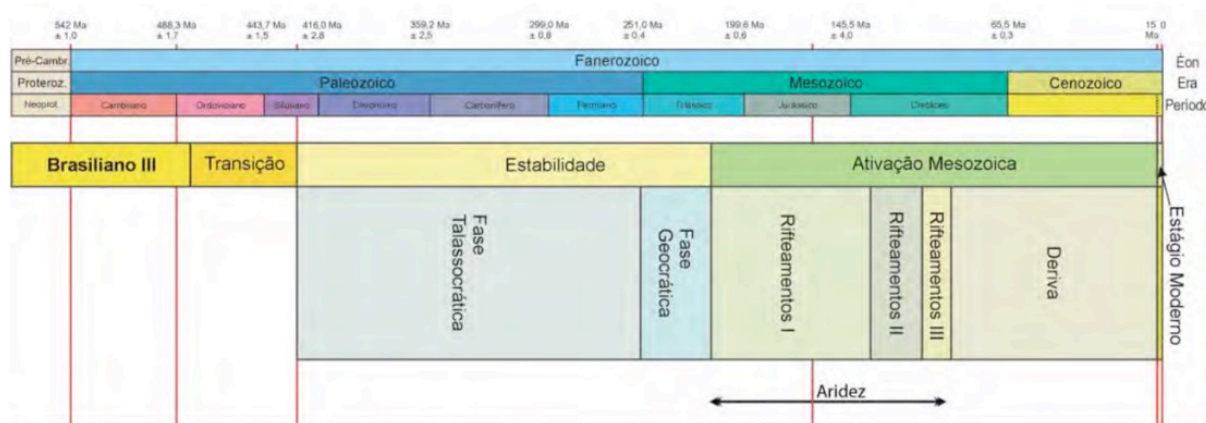 542 Ma 488,3 Ma 443,7 Ma 416,0 Ma 359,2 Ma 299,0 Ma 251,0 Ma 199,6 Ma 145,5 Ma 65,5 Ma 15 0
± 1,0 ± 1,7 ± 1,5 ± 2,8 ± 2,5 ± 0,8 ± 0,4 ± 0,6 ± 4,0 ± 0,3 Ma
Pré-Cambr. Fanerozoico Éon
Proteroz. Paleozoico Mesozoico Cenozoico Era
Neoprot. Cambriano Ordoviciano Siluriano Devoniano Carbonífero Permiano Triássico Jurássico Período
Brasiliano III Transição Estabilidade Ativação Mesozoica
Fase
Talassocrática
Fase
Geocrática
Rifteamentos I
Rifteamentos II
Rifteamentos III
Deriva
Estágio Moderno
Aridez